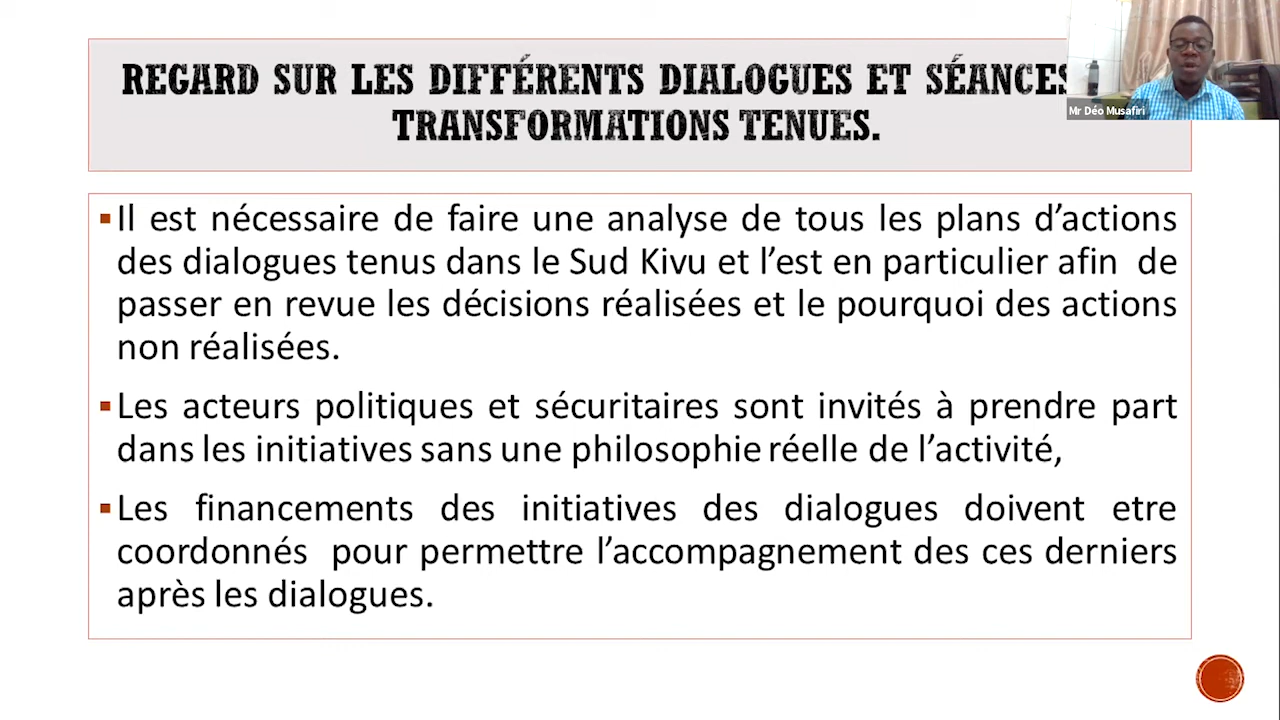 REGARD SUR LES DIFFÉRENTS DIALOGUES ET SÉANCES
TRANSFORMATIONS TENUES.
Mr Déo Musafiri
Il est nécessaire de faire une analyse de tous les plans d’actions
des dialogues tenus dans le Sud Kivu et l’est en particulier afin de
passer en revue les décisions réalisées et le pourquoi des actions
non réalisées.
Les acteurs politiques et sécuritaires sont invités à prendre part
dans les initiatives sans une philosophie réelle de l’activité,
Les financements des initiatives des dialogues doivent etre
coordonnés pour permettre l’accompagnement des ces derniers
après les dialogues.